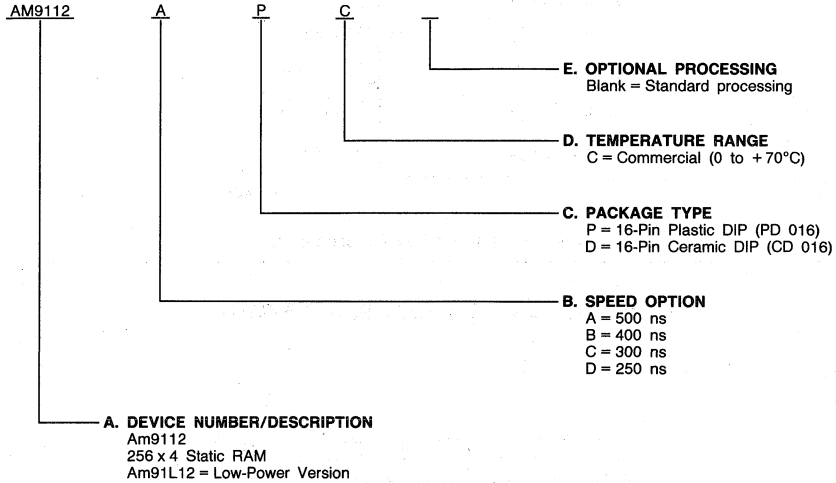 AM9112 A P C
E. OPTIONAL PROCESSING
Blank = Standard processing
D. TEMPERATURE RANGE
C = Commercial (0 to +70°C)
C. PACKAGE TYPE
P = 16-Pin Plastic DIP (PD 016)
D = 16-Pin Ceramic DIP (CD 016)
B. SPEED OPTION
A = 500 ns
B = 400 ns
C = 300 ns
D = 250 ns
A. DEVICE NUMBER/DESCRIPTION
Am9112
256 x 4 Static RAM
Am91L12 = Low-Power Version